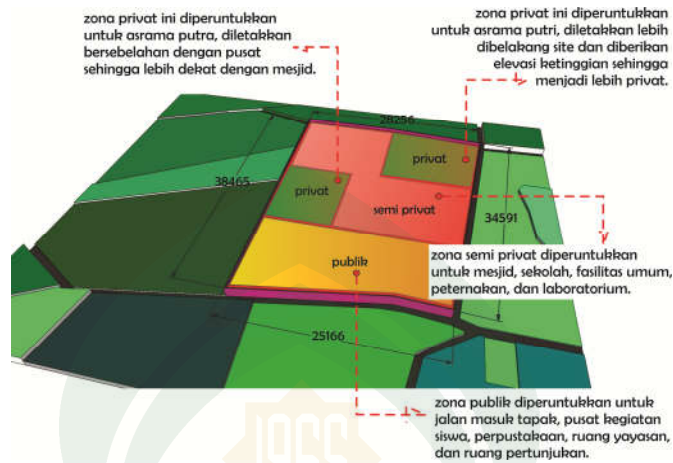 zona privat ini diperuntukkan
untuk asrama putra, diletakkan
bersebelahan dengan pusat
sehingga lebih dekat dengan mesjid.
zona privat ini diperuntukkan
untuk asrama putri, diletakkan lebih
dibelakang site dan diberikan
elevasi ketinggian sehingga
menjadi lebih privat.
28256
38465
privat
privat
semi privat
34591
publik
zona semi privat diperuntukkan
untuk mesjid, sekolah, fasilitas umum,
peternakan, dan laboratorium.
25166
zona publik diperuntukkan untuk
jalan masuk tapak, pusat kegiatan
siswa, perpustakaan, ruang yayasan,
dan ruang pertunjukan.